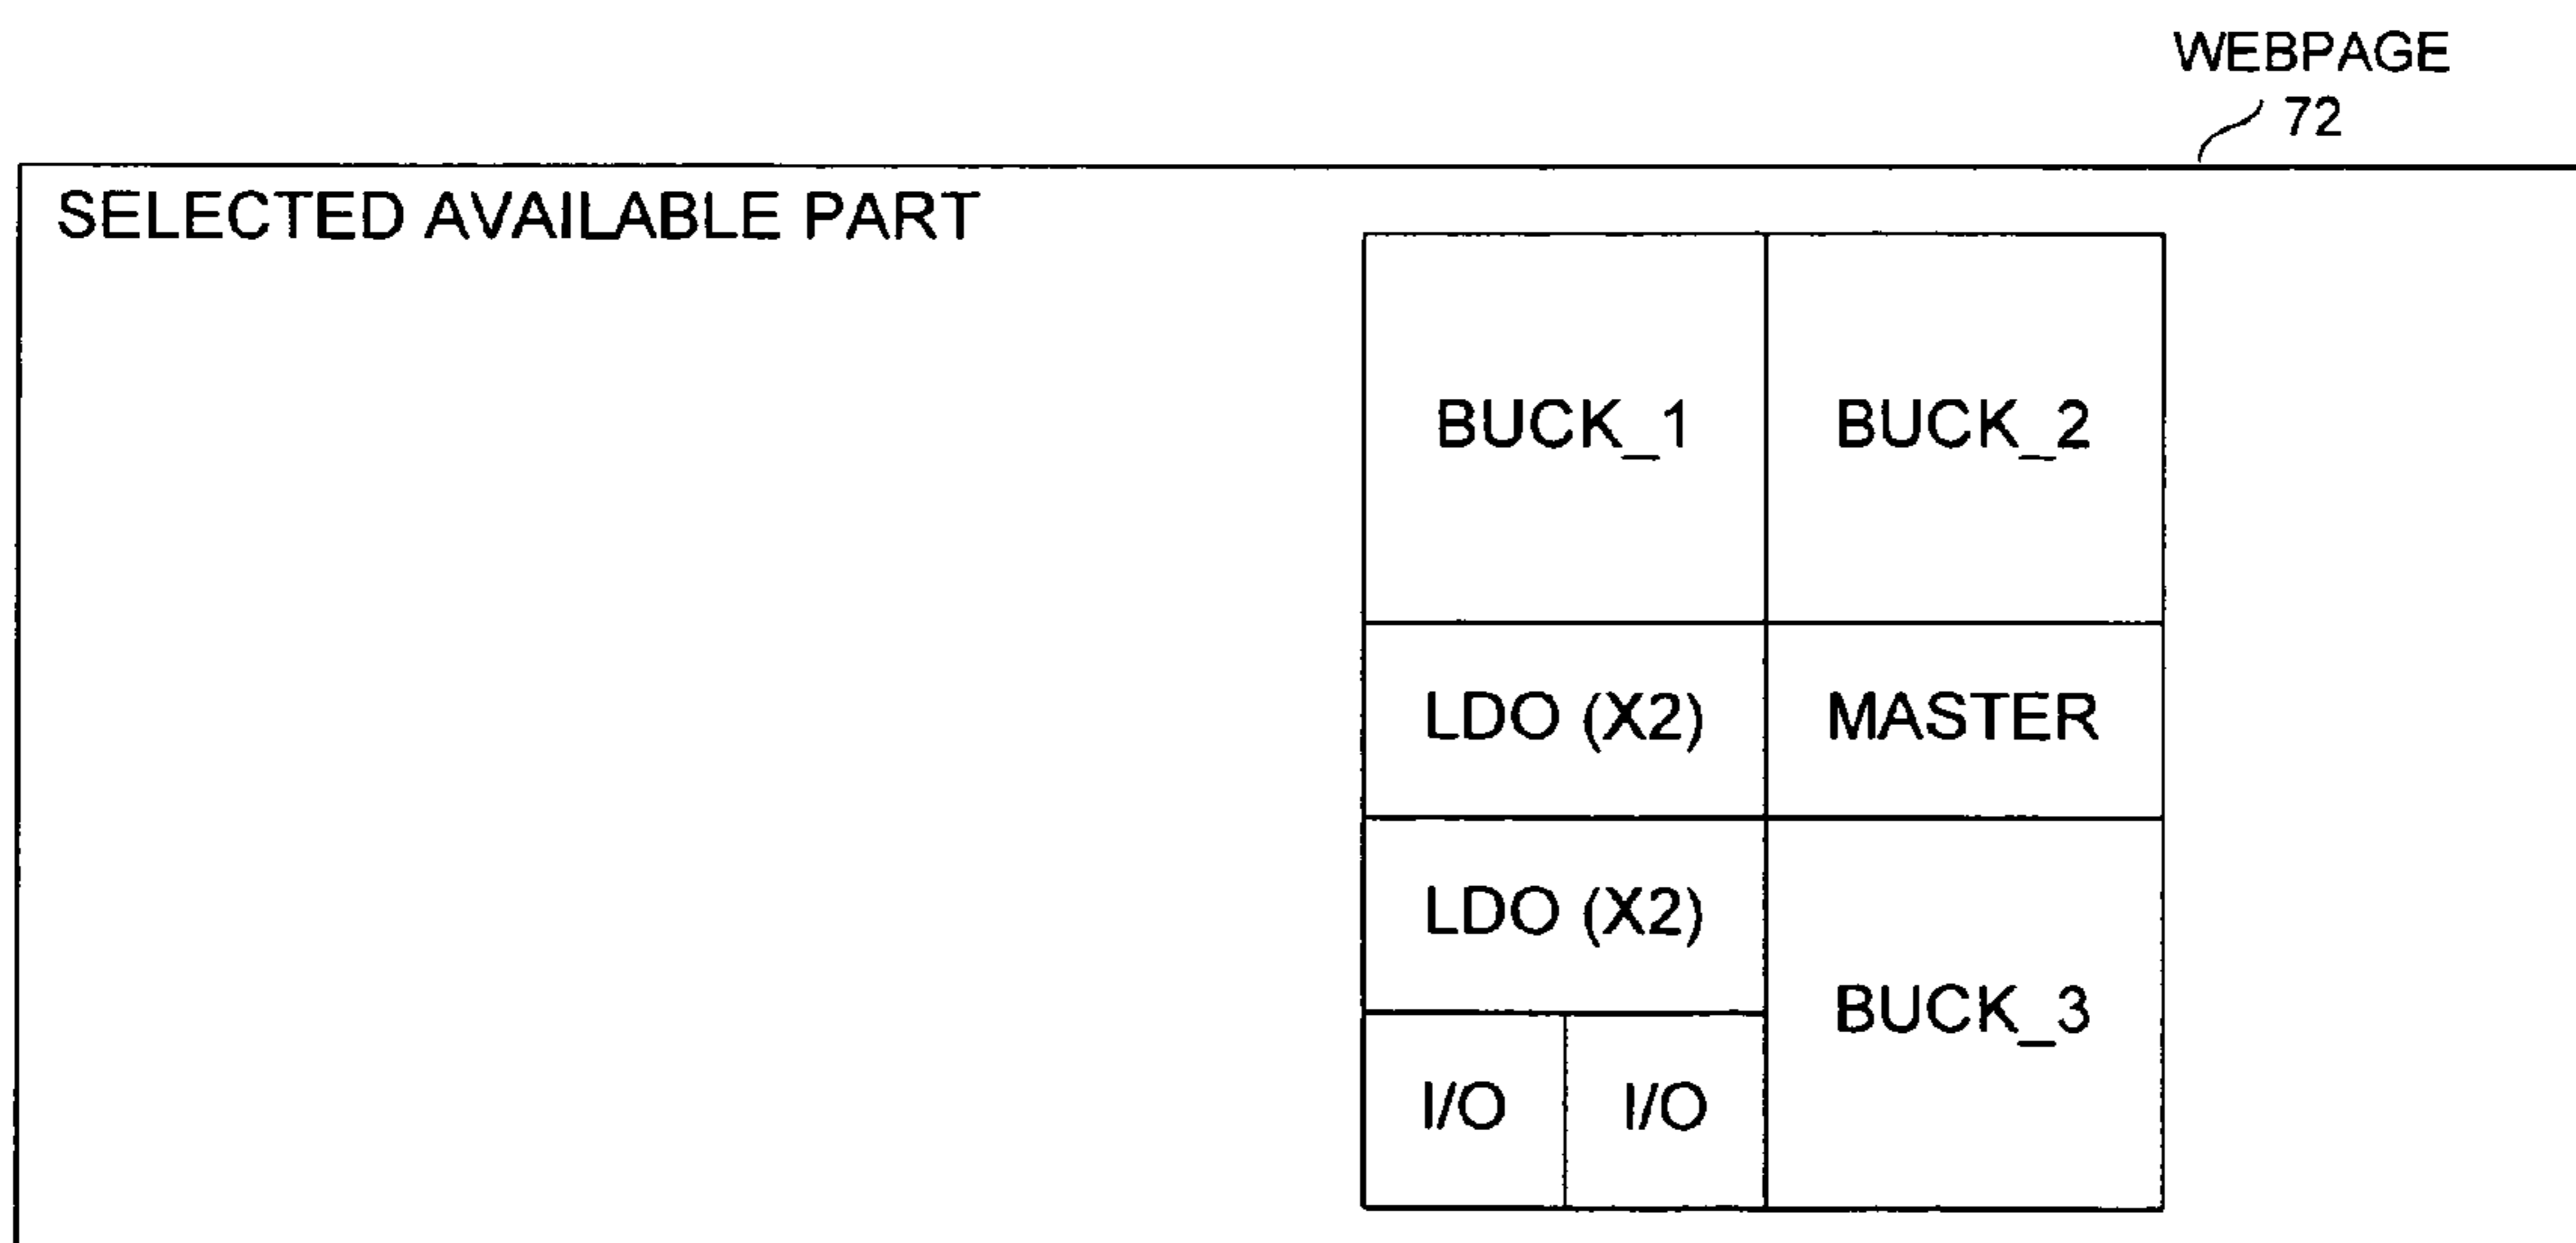 WEBPAGE
72
SELECTED AVAILABLE PART
BUCK_1
BUCK_2
LDO (X2)
MASTER
LDO (X2)
BUCK_3
I/O
I/O